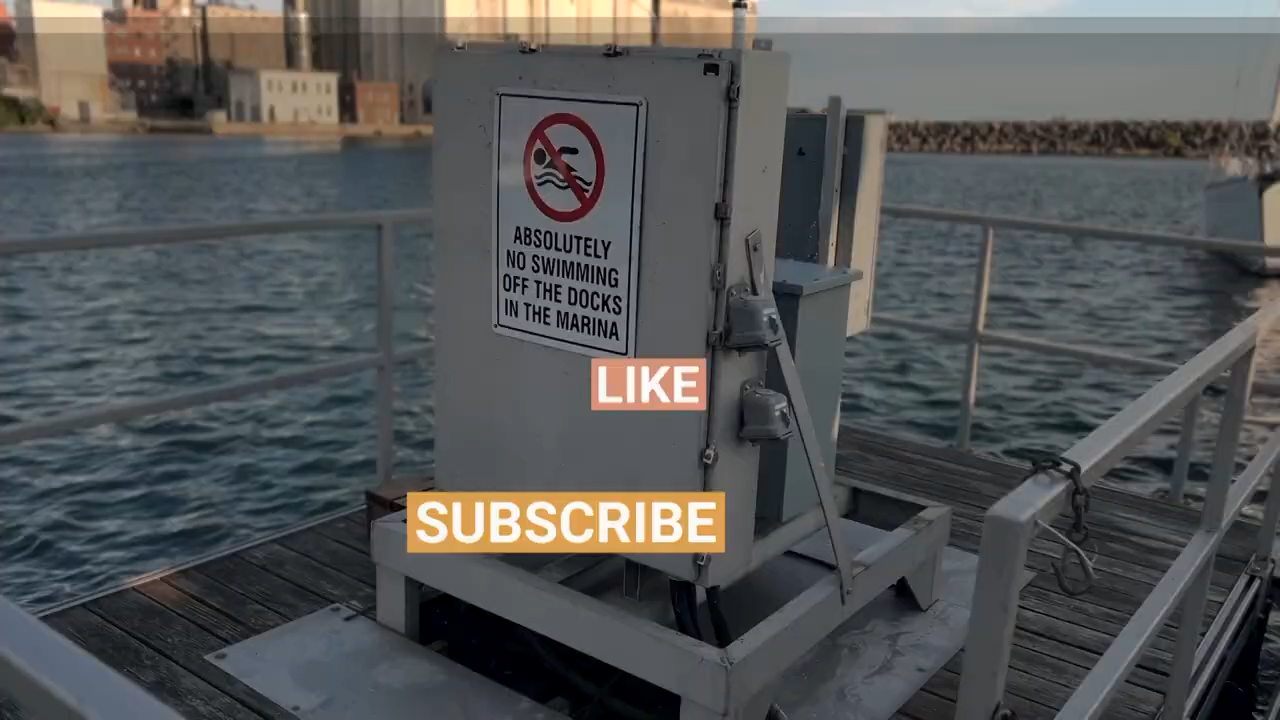 ABSOLUTELY
NO SWIMMING
OFF THE DOCKS
IN THE MARINA
LIKE
SUBSCRIBE